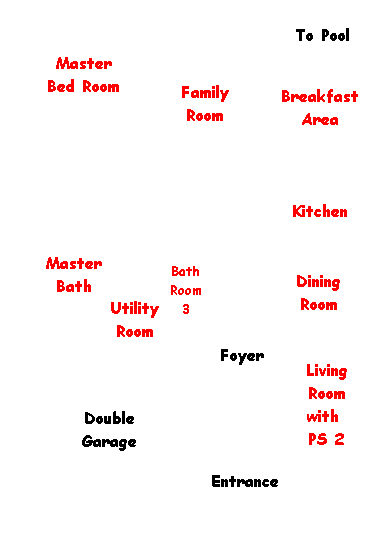 To Pool
Master
Bed Room
Family
Room
Breakfast
Area
Kitchen
Master
Bath
Bath
Room
3
Utility
Room
Dining
Room
Foyer
Living
Room
with
PS 2
Double
Garage
Entrance